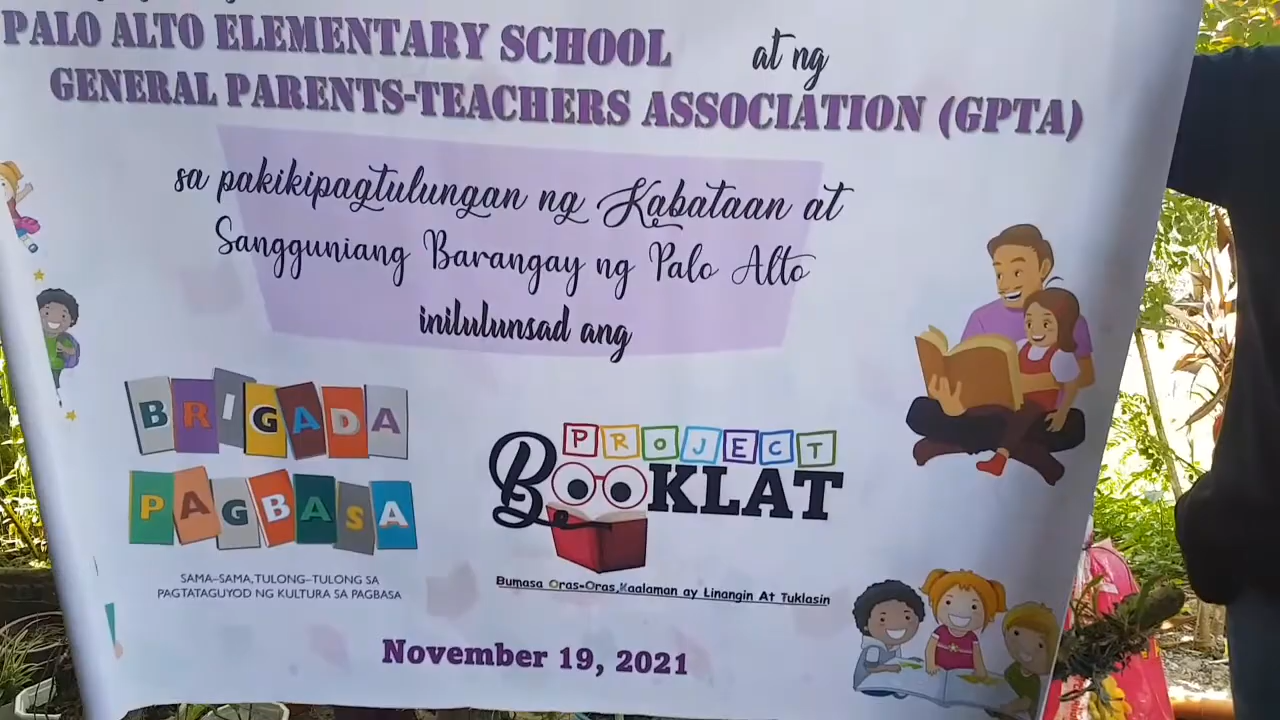 PALO ALTO ELEMENTARY SCHOOL at ng
GENERAL PARENTS-TEACHERS ASSOCIATION (GPTA)
sa pakikipagtulungan ng Kabataan at
Sangguniang Barangay ng Palo Alto
inilulunsad ang
BRIGADA
PAGBASA
SAMA-SAMA,TULONG-TULONG SA
PAGTATAGUYOD NG KULTURA SA PAGBASA
PROJECT
BOOKLAT
Bumasa Oras-Oras,Kaalaman ay Linangin At Tuklasin
November 19, 2021